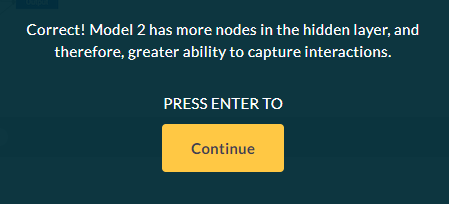 Correct! Model 2 has more nodes in the hidden layer, and
therefore, greater ability to capture interactions.
PRESS ENTER TO
Continue